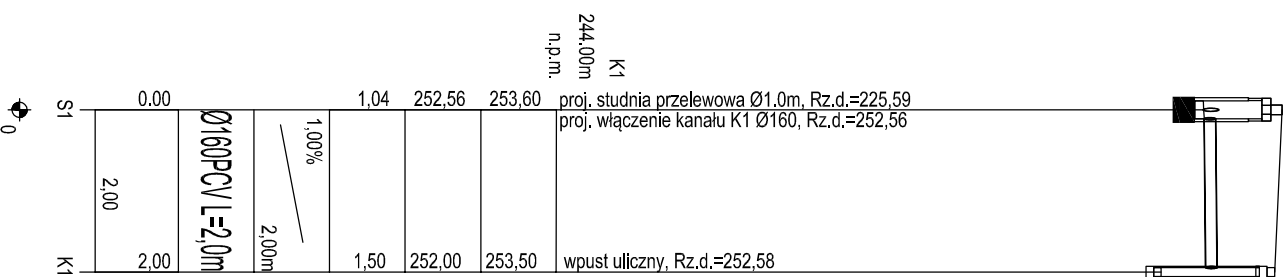 K1
244.00m
n.p.m.
S1 0.00 1,04 252,56 253,60 proj. studnia przelewowa Ø1.0m, Rz.d.=225,59
proj. włączenie kanału K1 Ø160, Rz.d.=252,56
0
2,00
Ø160PCV L=2,0m
2,00m
1,00%
K1 2,00 1,50 252,00 253,50 wpust uliczny, Rz.d.=252,58